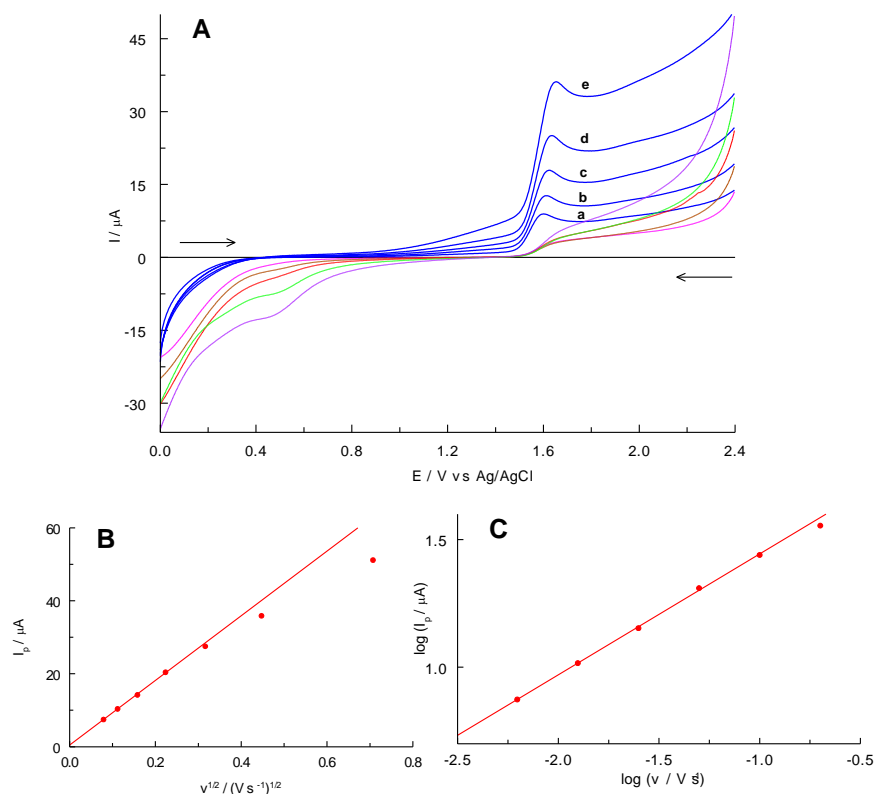 A
I / μA
45
30
15
0
-15
-30
e
d
c
b
a
0.0 0.4 0.8 1.2 1.6 2.0 2.4
E / V vs Ag/AgCl
B
I_p / μA
60
40
20
0
0.0 0.2 0.4 0.6 0.8
v^1/2 / (V s^-1)^1/2
C
log (I_p / μA)
1.5
1.0
-2.5 -2.0 -1.5 -1.0 -0.5